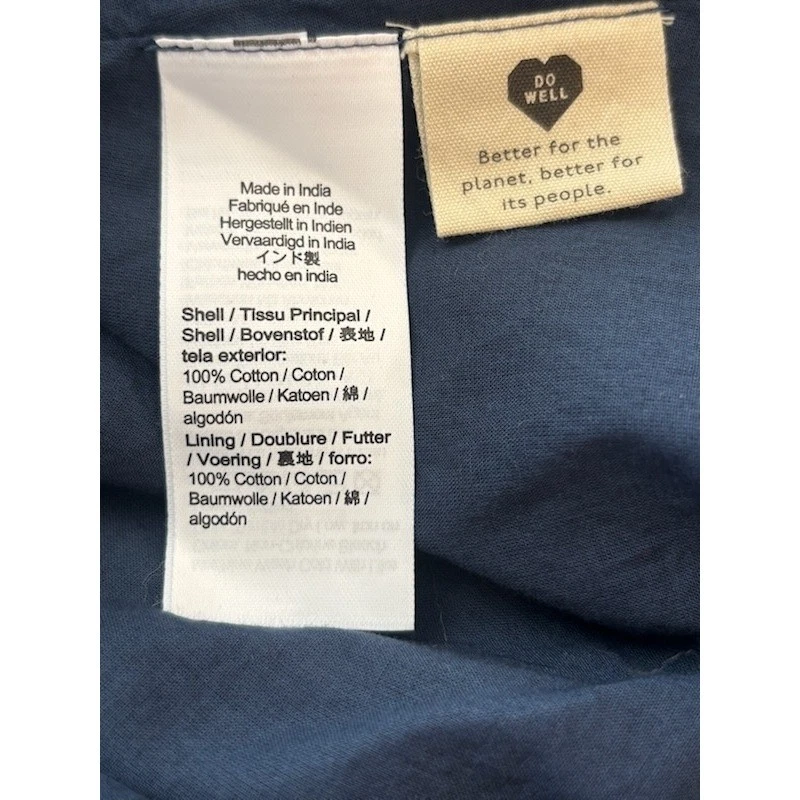 Made in India
Fabriqué en Inde
Hergestellt in Indien
Vervaardigd in India
インド製
hecho en india
Shell / Tissu Principal /
Shell / Bovenstof / 表地 /
tela exterior:
100% Cotton / Coton /
Baumwolle / Katoen / 綿 /
algodón
Lining / Doublure / Futter
/ Voering / 裏地 / forro:
100% Cotton / Coton /
Baumwolle / Katoen / 綿 /
algodón
DO
WELL
Better for the
planet, better for
its people.